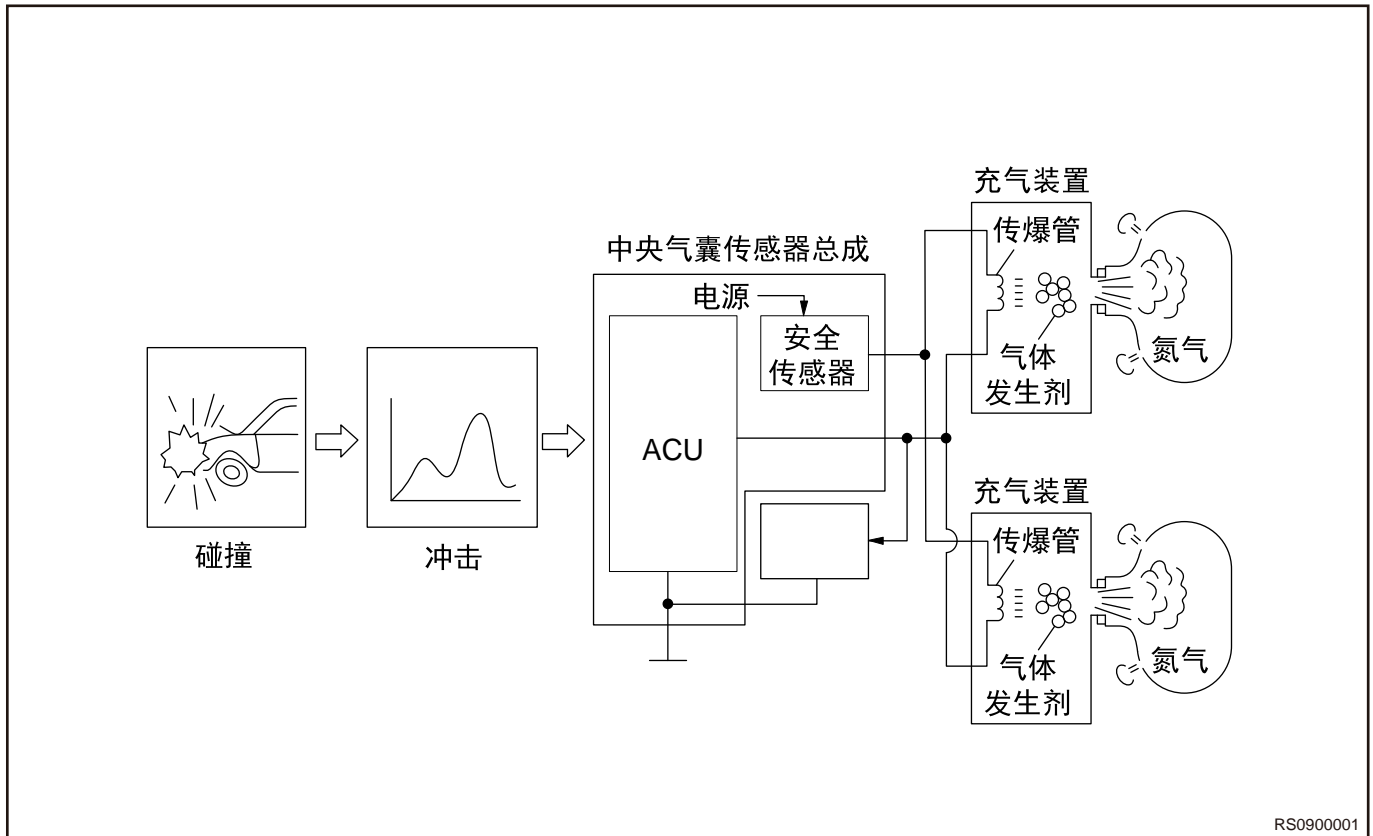 充气装置
传爆管
中央气囊传感器总成
电源
安全
传感器
气体
发生剂
氮气
ACU
碰撞
冲击
充气装置
传爆管
气体
发生剂
氮气
RS0900001